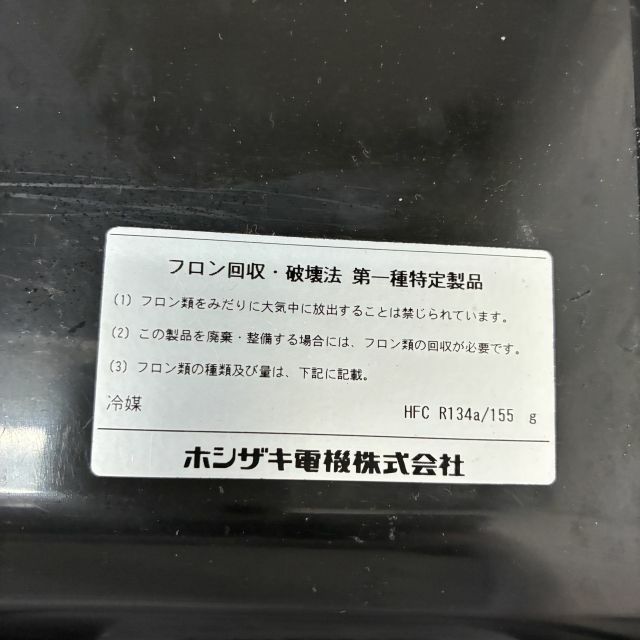 フロン回収・破壊法 第一種特定製品
(1) フロン類をみだりに大気中に放出することは禁じられています。
(2) この製品を廃棄・整備する場合には、フロン類の回収が必要です。
(3) フロン類の種類及び量は、下記に記載。
冷媒 HFC R134a/155 g
ホシザキ電機株式会社